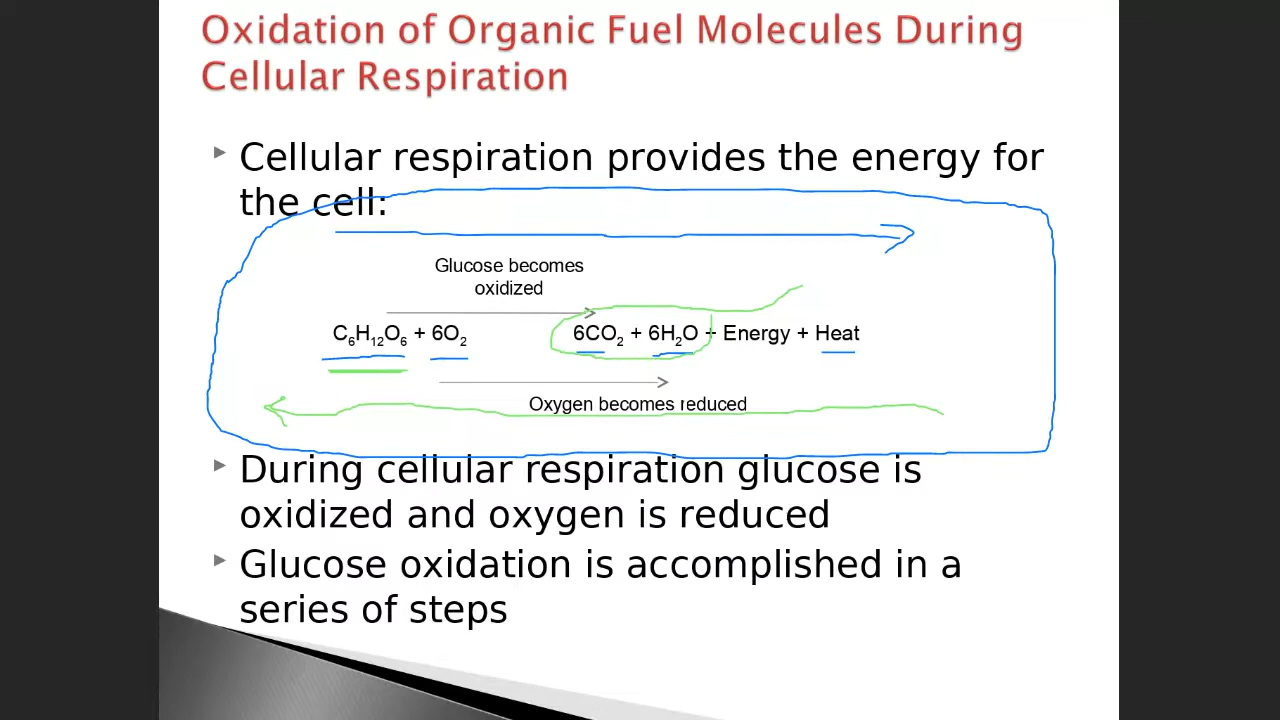 Oxidation of Organic Fuel Molecules During
Cellular Respiration
Cellular respiration provides the energy for
the cell:
Glucose becomes
oxidized
C₆H₁₂O₆ + 6O₂ 6CO₂ + 6H₂O + Energy + Heat
Oxygen becomes reduced
During cellular respiration glucose is
oxidized and oxygen is reduced
Glucose oxidation is accomplished in a
series of steps